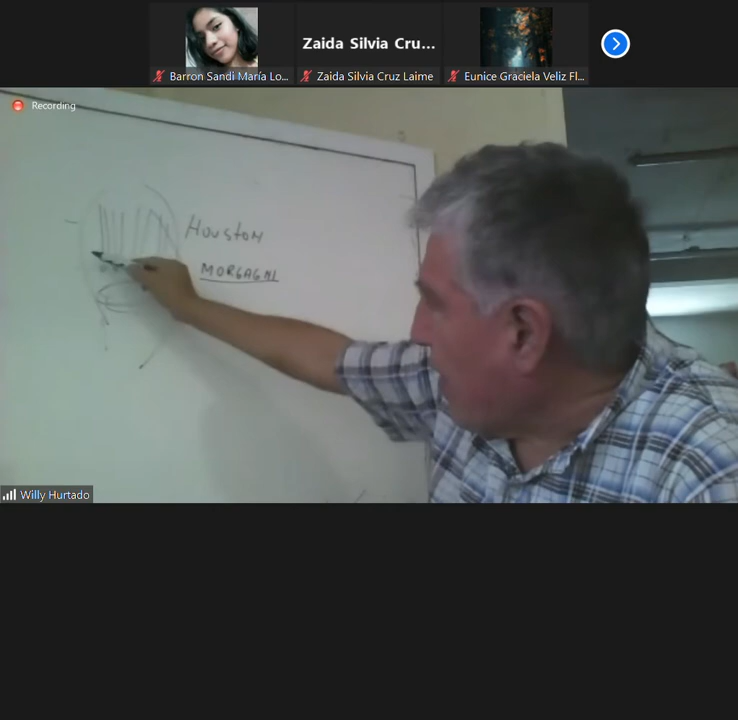 Zaida Silvia Cru...
Barron Sandi María Lo...
Zaida Silvia Cruz Laime
Eunice Graciela Veliz Fl...
Recording
Houston
MORGAGNI
Willy Hurtado